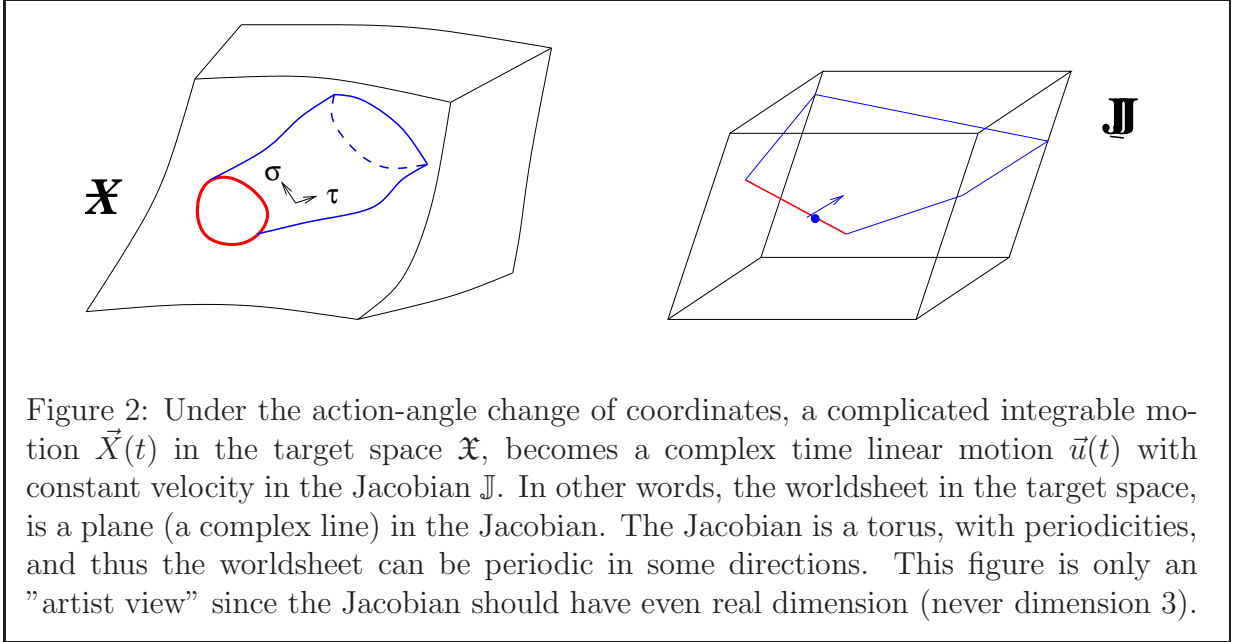 𝕁
σ
τ
X
Figure 2: Under the action-angle change of coordinates, a complicated integrable mo-
tion $\vec{X}(t)$ in the target space 𝔛, becomes a complex time linear motion $\vec{u}(t)$ with
constant velocity in the Jacobian 𝕁. In other words, the worldsheet in the target space,
is a plane (a complex line) in the Jacobian. The Jacobian is a torus, with periodicities,
and thus the worldsheet can be periodic in some directions. This figure is only an
”artist view” since the Jacobian should have even real dimension (never dimension 3).